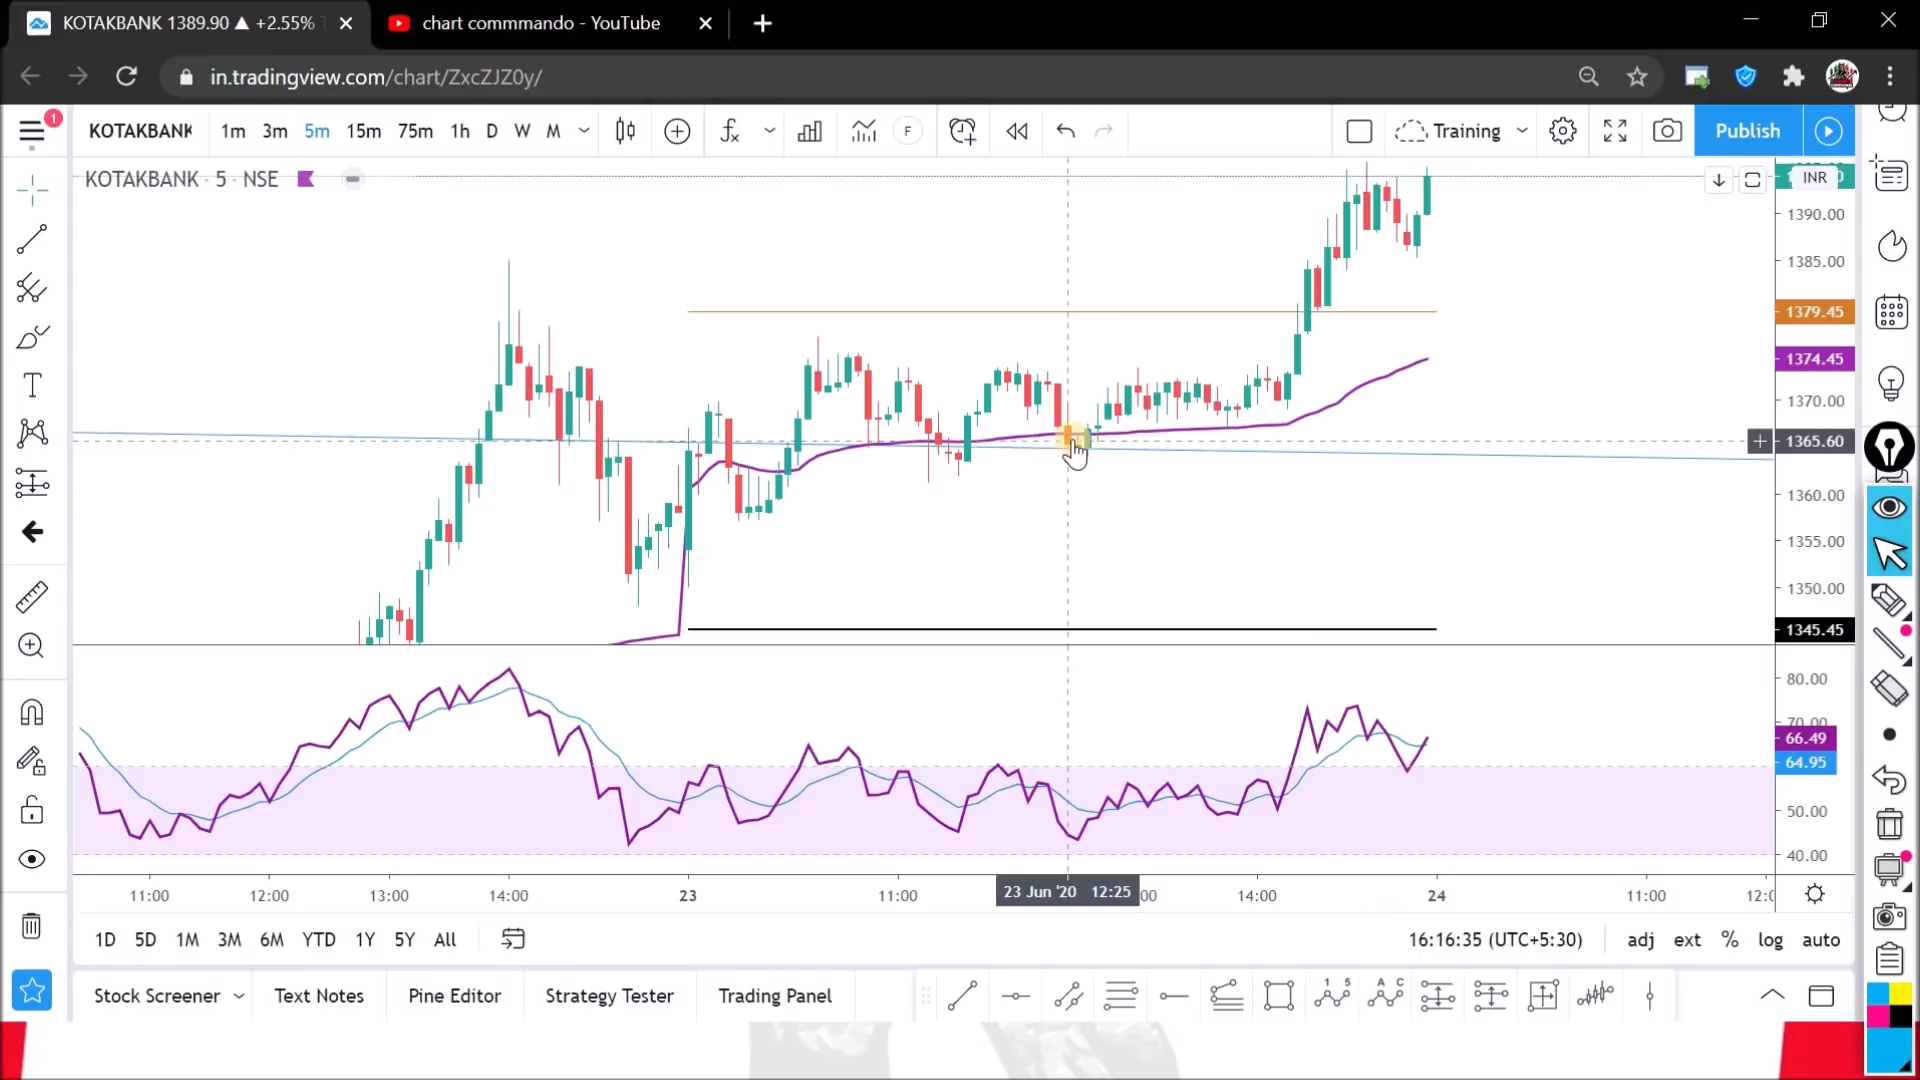 KOTAKBANK 1389.90 ▲ +2.55%
chart commmando - YouTube
in.tradingview.com/chart/ZxcZJZ0y/
1
KOTAKBANK 1m 3m 5m 15m 75m 1h D W M
F
Training
Publish
KOTAKBANK · 5 · NSE
INR
1390.00
1385.00
1379.45
1374.45
1370.00
1365.60
1360.00
1355.00
1350.00
1345.45
80.00
70.00
66.49
64.95
50.00
40.00
11:00 12:00 13:00 14:00 23 11:00 23 Jun '20 12:25 14:00 24 11:00
1D 5D 1M 3M 6M YTD 1Y 5Y All
16:16:35 (UTC+5:30) adj ext % log auto
Stock Screener Text Notes Pine Editor Strategy Tester Trading Panel